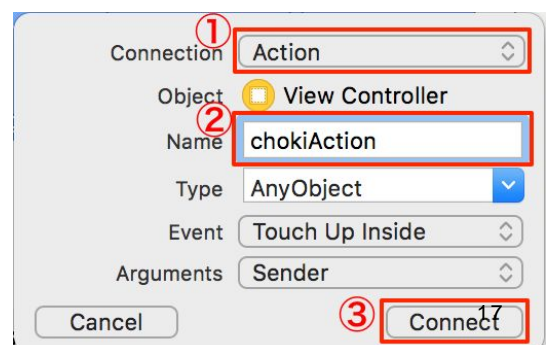 ①
Connection Action
Object View Controller
②
Name chokiAction
Type AnyObject
Event Touch Up Inside
Arguments Sender
Cancel ③ Connect
17